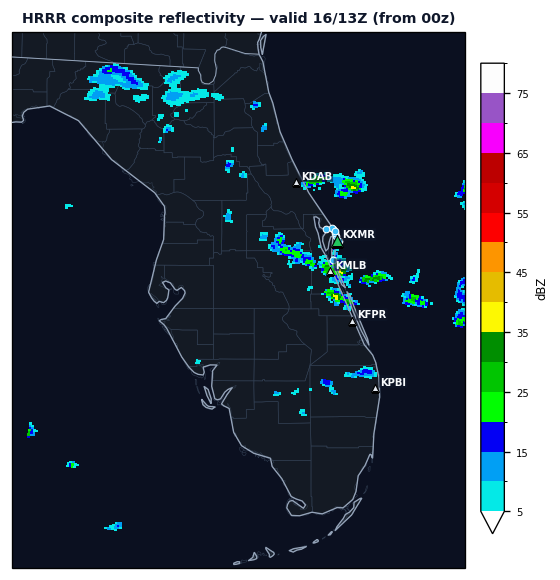 HRRR composite reflectivity — valid 16/13Z (from 00z)
75
65
55
45
35
25
15
5
dBZ
KDAB
KXMR
KMLB
KFPR
KPBI